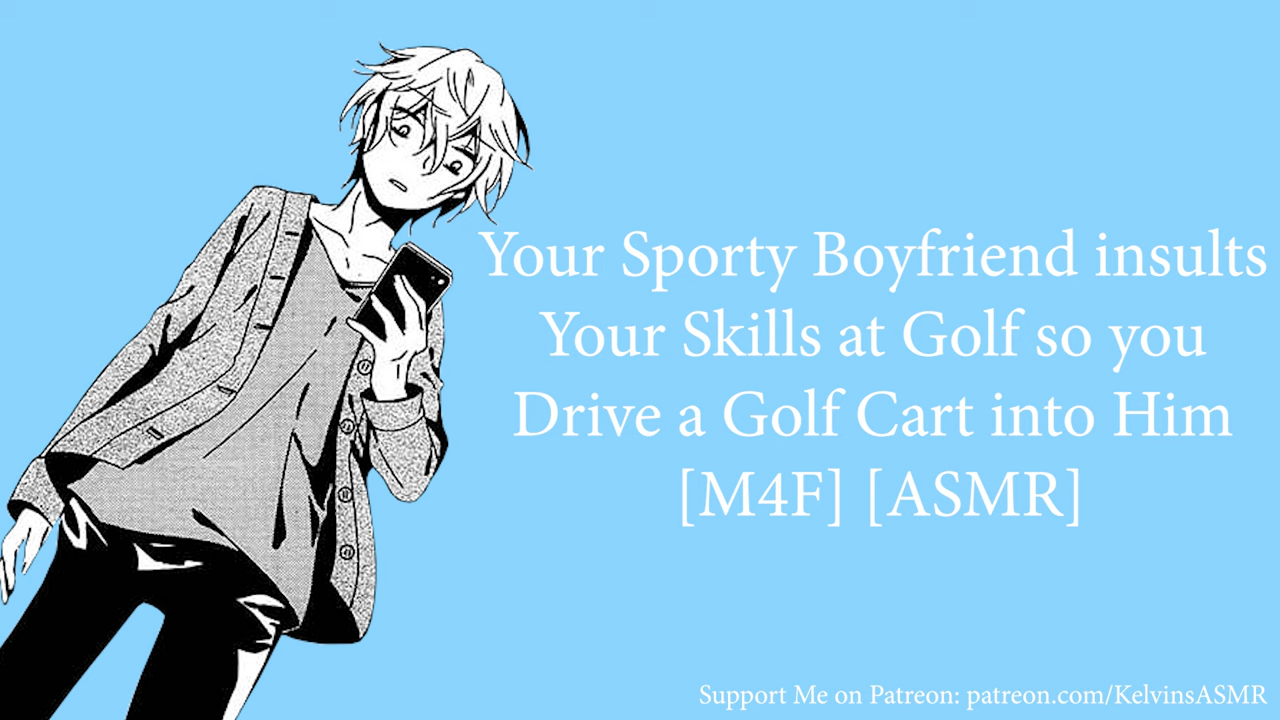 Your Sporty Boyfriend insults
Your Skills at Golf so you
Drive a Golf Cart into Him
[M4F] [ASMR]
Support Me on Patreon: patreon.com/KelvinsASMR